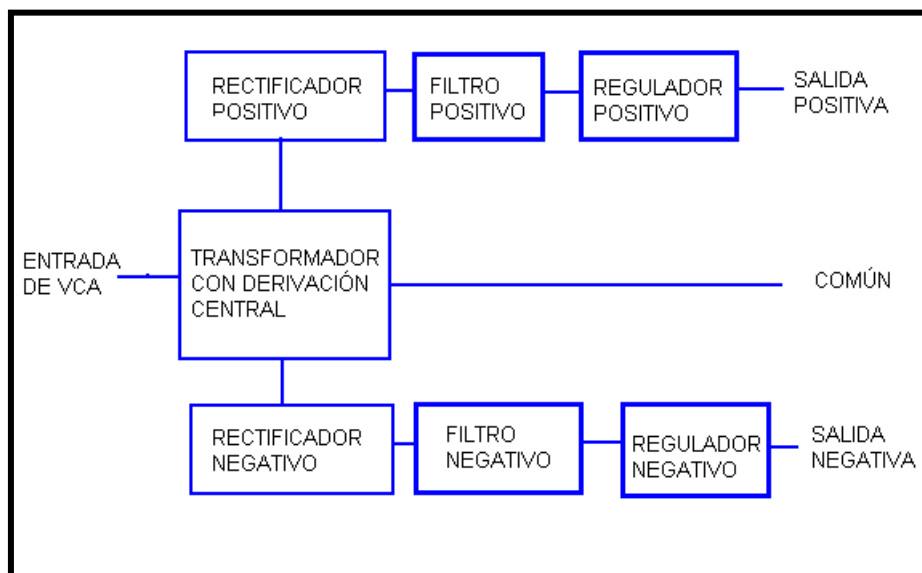 RECTIFICADOR
POSITIVO
FILTRO
POSITIVO
REGULADOR
POSITIVO
SALIDA
POSITIVA
ENTRADA
DE VCA
TRANSFORMADOR
CON DERIVACIÓN
CENTRAL
COMÚN
RECTIFICADOR
NEGATIVO
FILTRO
NEGATIVO
REGULADOR
NEGATIVO
SALIDA
NEGATIVA